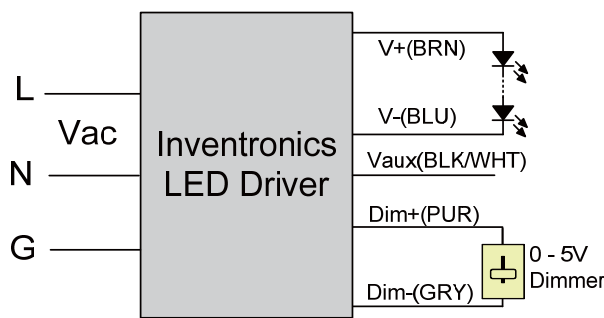 L
Vac
N
G
Inventronics
LED Driver
V+(BRN)
V-(BLU)
Vaux(BLK/WHT)
Dim+(PUR)
Dim-(GRY)
0 - 5V
Dimmer